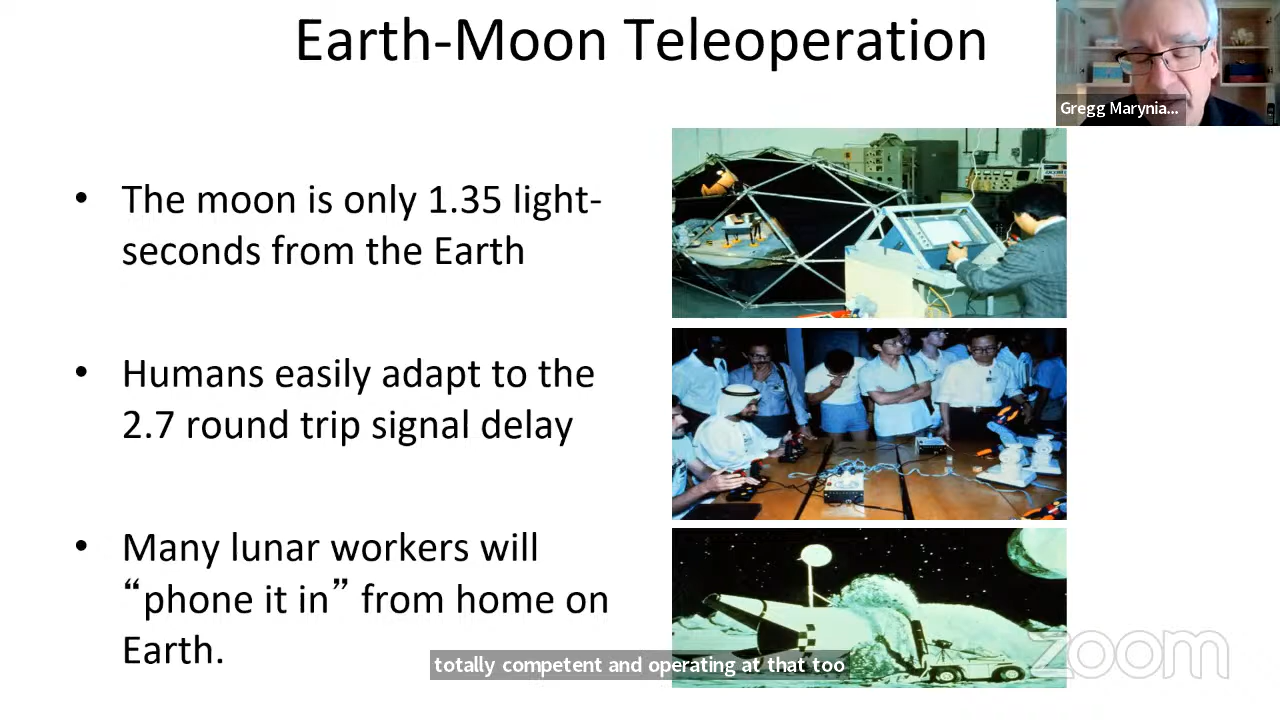 Earth-Moon Teleoperation
Gregg Marynia...
• The moon is only 1.35 light-
seconds from the Earth
• Humans easily adapt to the
2.7 round trip signal delay
• Many lunar workers will
“phone it in” from home on
Earth.
totally competent and operating at that too
zoom